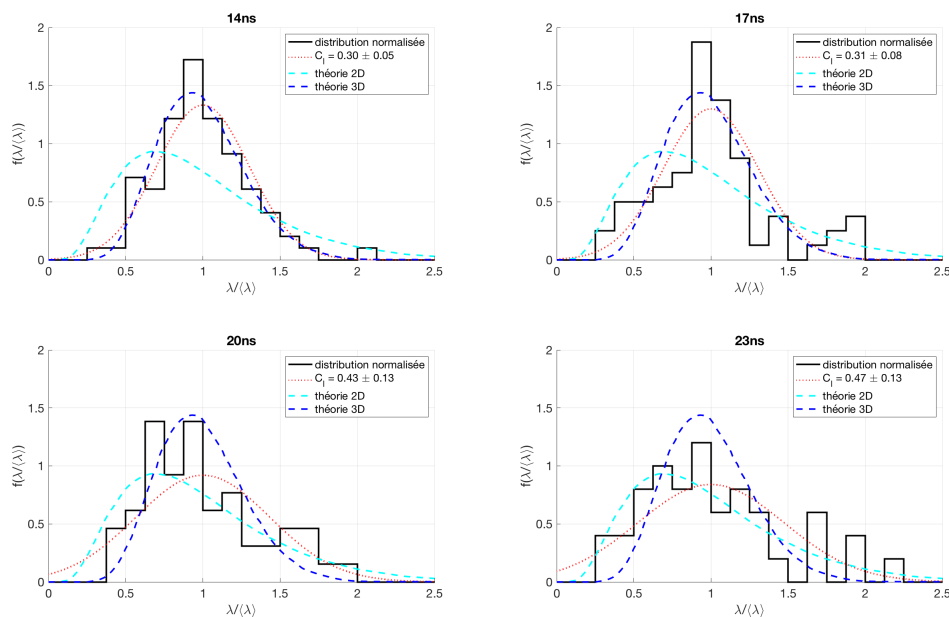 14ns
2
1.5
1
0.5
0
f(λ/⟨λ⟩)
distribution normalisée
C_l = 0.30 ± 0.05
théorie 2D
théorie 3D
0 0.5 1 1.5 2 2.5
λ/⟨λ⟩
17ns
2
1.5
1
0.5
0
f(λ/⟨λ⟩)
distribution normalisée
C_l = 0.31 ± 0.08
théorie 2D
théorie 3D
0 0.5 1 1.5 2 2.5
λ/⟨λ⟩
20ns
2
1.5
1
0.5
0
f(λ/⟨λ⟩)
distribution normalisée
C_l = 0.43 ± 0.13
théorie 2D
théorie 3D
0 0.5 1 1.5 2 2.5
λ/⟨λ⟩
23ns
2
1.5
1
0.5
0
f(λ/⟨λ⟩)
distribution normalisée
C_l = 0.47 ± 0.13
théorie 2D
théorie 3D
0 0.5 1 1.5 2 2.5
λ/⟨λ⟩